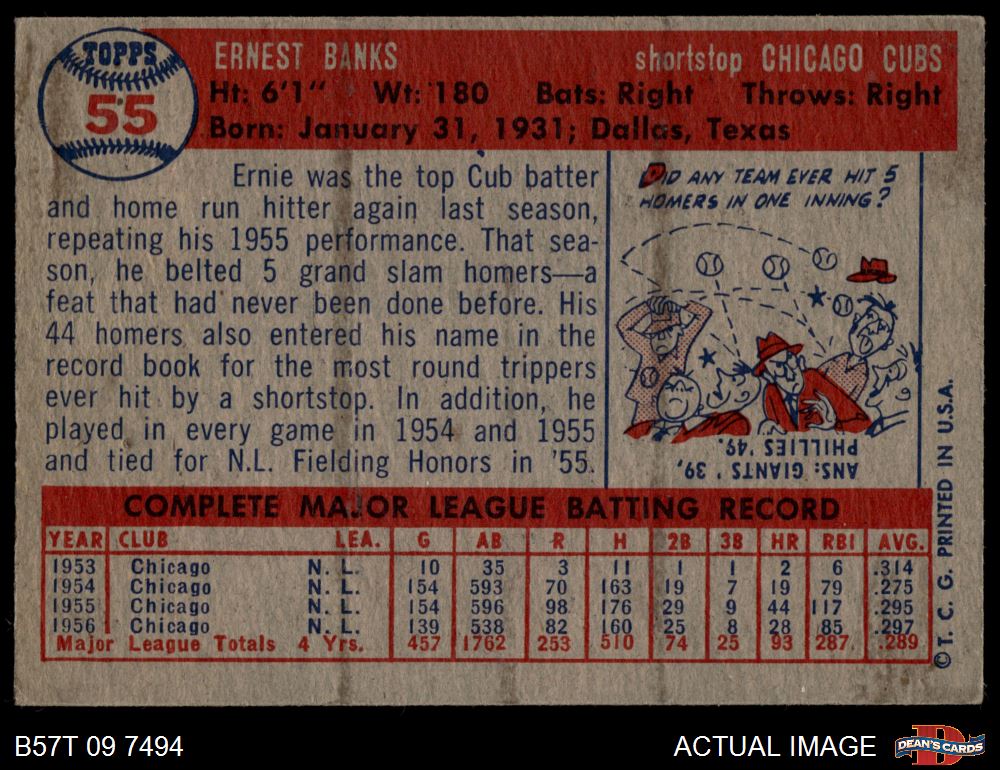 TOPPS
55
ERNEST BANKS shortstop CHICAGO CUBS
Ht: 6'1" Wt: 180 Bats: Right Throws: Right
Born: January 31, 1931; Dallas, Texas
Ernie was the top Cub batter
and home run hitter again last season,
repeating his 1955 performance. That sea-
son, he belted 5 grand slam homers—a
feat that had never been done before. His
44 homers also entered his name in the
record book for the most round trippers
ever hit by a shortstop. In addition, he
played in every game in 1954 and 1955
and tied for N.L. Fielding Honors in '55.
DID ANY TEAM EVER HIT 5
HOMERS IN ONE INNING?
ANS: GIANTS '39,
PHILLIES '49.
COMPLETE MAJOR LEAGUE BATTING RECORD
YEAR CLUB LEA. G AB R H 2B 3B HR RBI AVG.
1953 Chicago N. L. 10 35 3 11 1 1 2 6 .314
1954 Chicago N. L. 154 593 70 163 19 7 19 79 .275
1955 Chicago N. L. 154 596 98 176 29 9 44 117 .295
1956 Chicago N. L. 139 538 82 160 25 8 28 85 .297
Major League Totals 4 Yrs. 457 1762 253 510 74 25 93 287 .289
© T. C. G. PRINTED IN U.S.A.
B57T 09 7494
ACTUAL IMAGE
D
DEAN'S CARDS